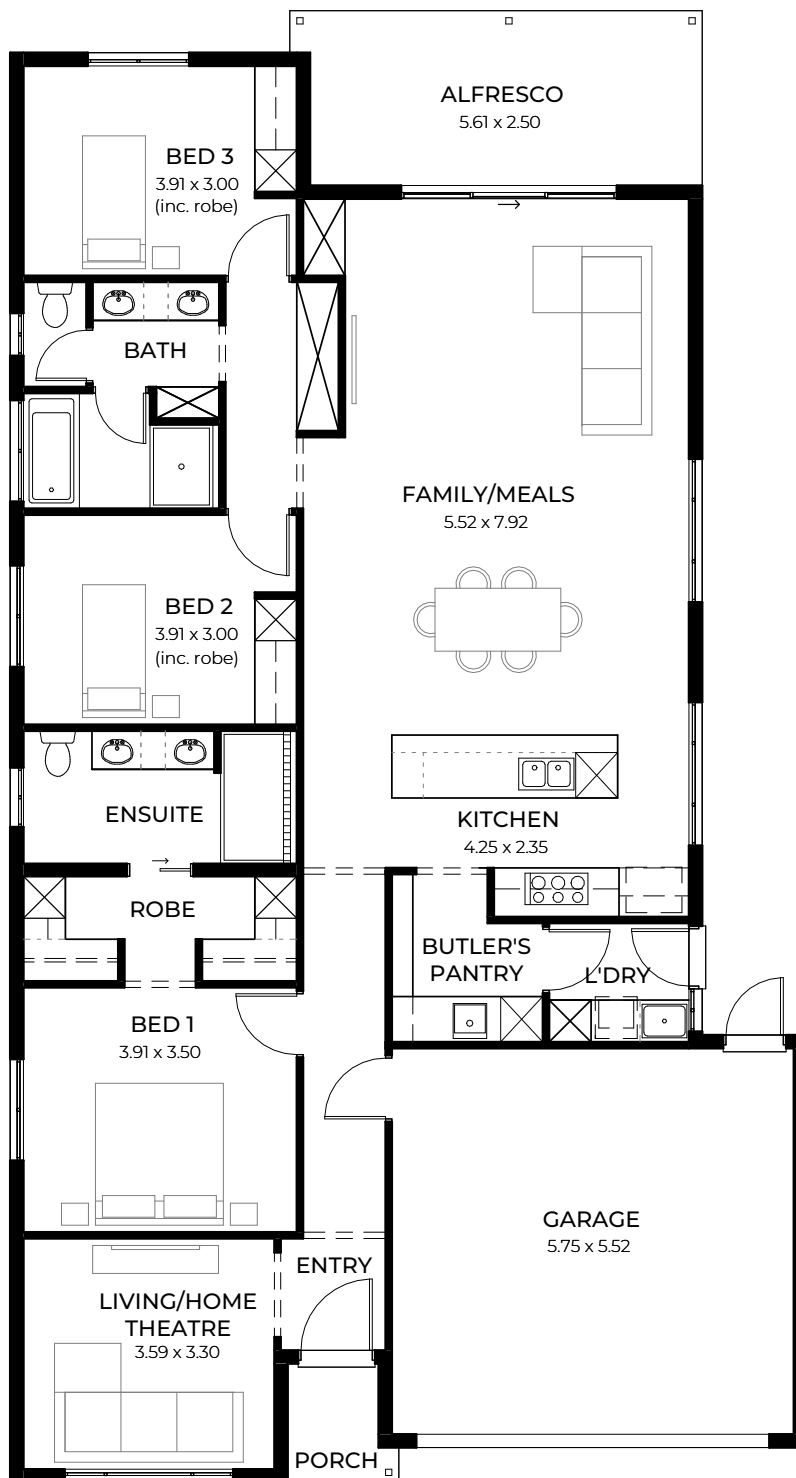 ALFRESCO
5.61 x 2.50
BED 3
3.91 x 3.00
(inc. robe)
BATH
FAMILY/MEALS
5.52 x 7.92
BED 2
3.91 x 3.00
(inc. robe)
ENSUITE
KITCHEN
4.25 x 2.35
ROBE
BUTLER'S
PANTRY
L'DRY
BED 1
3.91 x 3.50
GARAGE
5.75 x 5.52
ENTRY
LIVING/HOME
THEATRE
3.59 x 3.30
PORCH